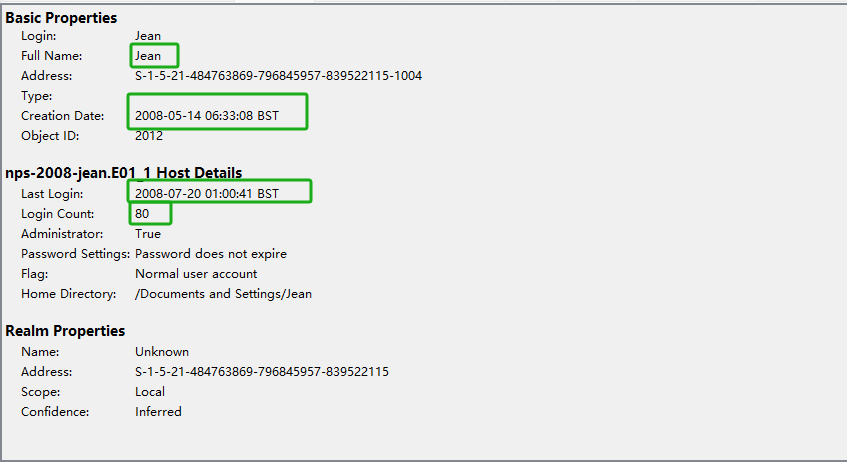 Basic Properties
Login: Jean
Full Name: Jean
Address: S-1-5-21-484763869-796845957-839522115-1004
Type:
Creation Date: 2008-05-14 06:33:08 BST
Object ID: 2012
nps-2008-jean.E01_1 Host Details
Last Login: 2008-07-20 01:00:41 BST
Login Count: 80
Administrator: True
Password Settings: Password does not expire
Flag: Normal user account
Home Directory: /Documents and Settings/Jean
Realm Properties
Name: Unknown
Address: S-1-5-21-484763869-796845957-839522115
Scope: Local
Confidence: Inferred